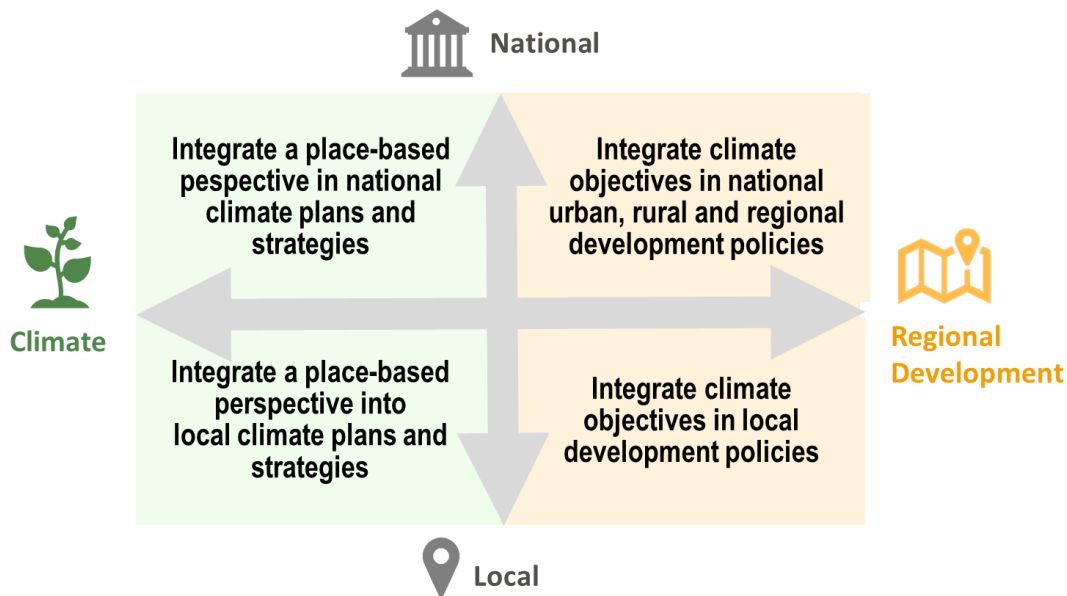 National
Integrate a place-based
pespective in national
climate plans and
strategies
Integrate climate
objectives in national
urban, rural and regional
development policies
Climate
Regional
Development
Integrate a place-based
perspective into
local climate plans and
strategies
Integrate climate
objectives in local
development policies
Local